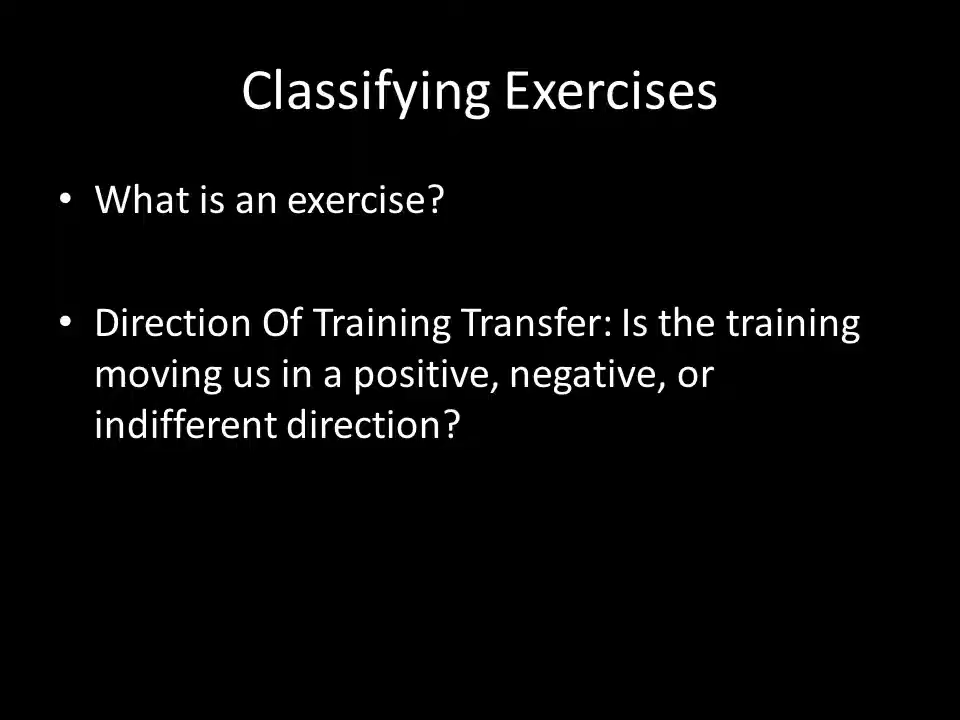 Classifying Exercises
• What is an exercise?
• Direction Of Training Transfer: Is the training
moving us in a positive, negative, or
indifferent direction?